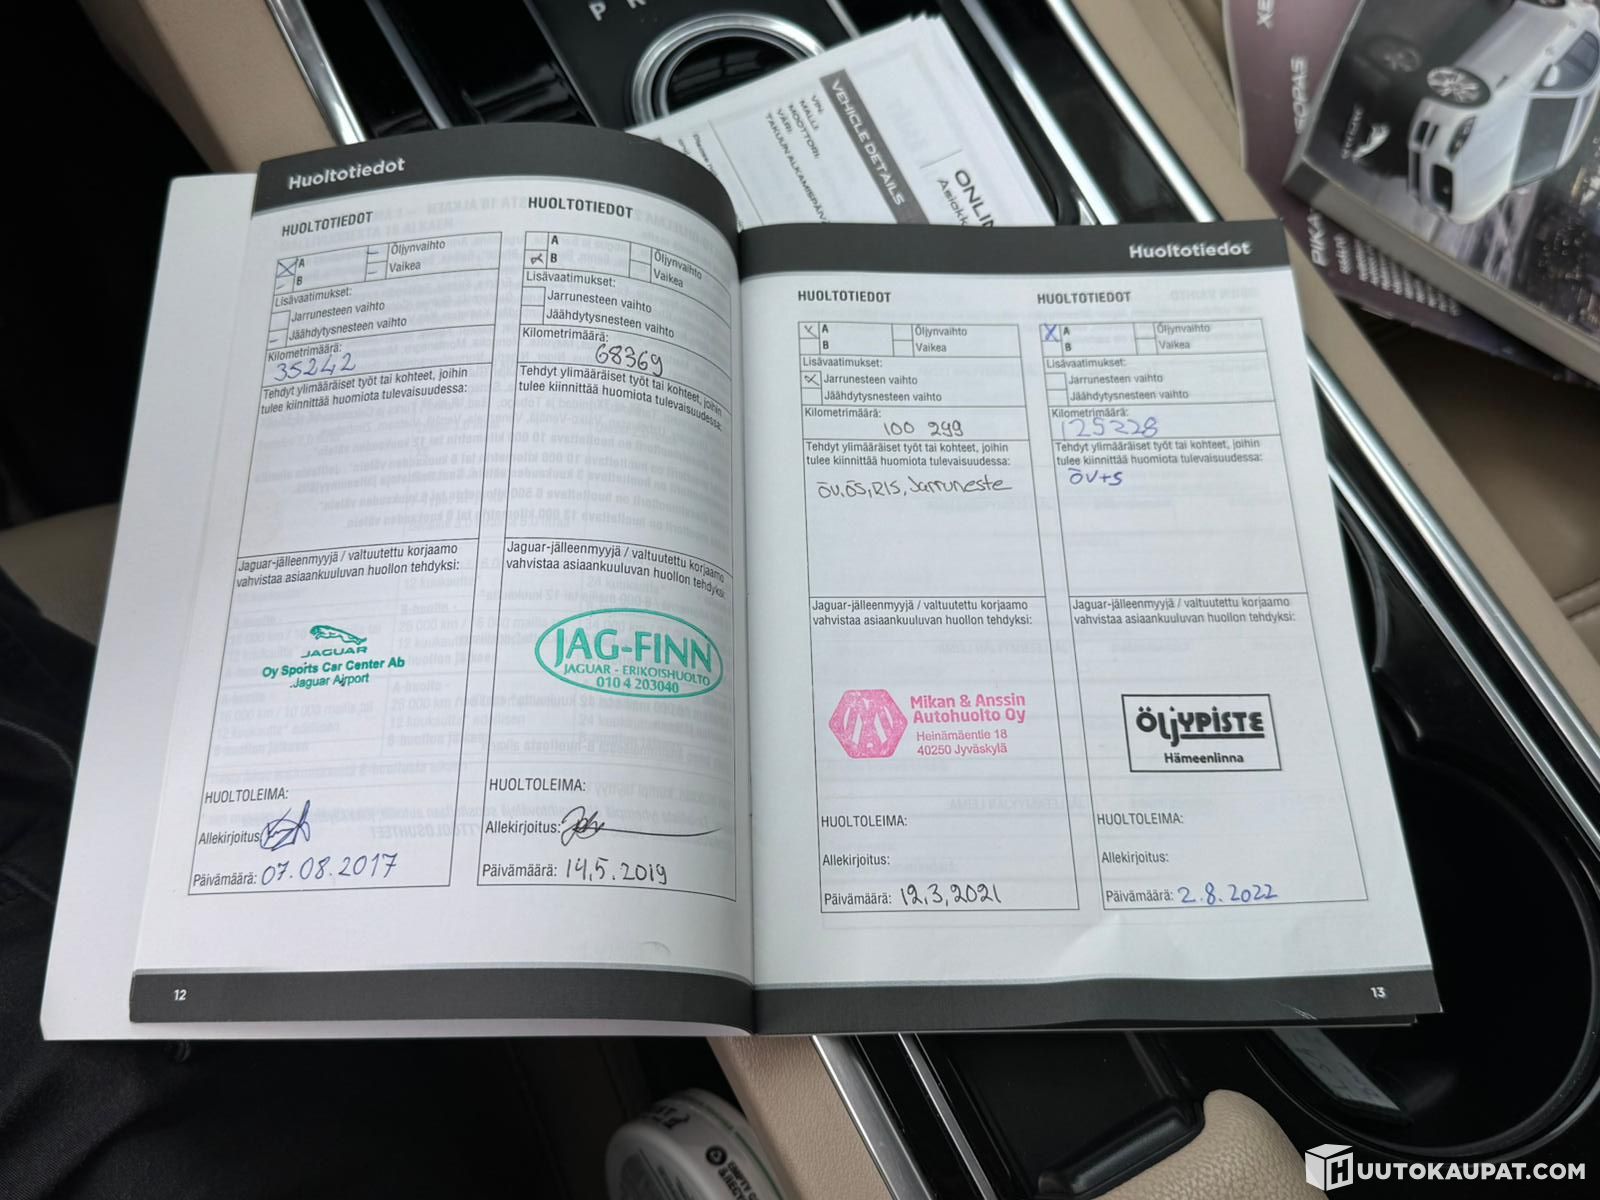 P R
VEHICLE DETAILS
VIN:
MALLI:
MOOTTORI:
VÄRI:
ONLIN
Asiakk
JAGUAR
Huoltotiedot
HUOLTOTIEDOT
A
B
Öljynvaihto
Vaikea
Lisävaatimukset:
Jarrunesteen vaihto
Jäähdytysnesteen vaihto
Kilometrimäärä:
35242
Tehdyt ylimääräiset työt tai kohteet, joihin
tulee kiinnittää huomiota tulevaisuudessa:
Jaguar-jälleenmyyjä / valtuutettu korjaamo
vahvistaa asiaankuuluvan huollon tehdyksi:
JAGUAR
Oy Sports Car Center Ab
Jaguar Airport
HUOLTOLEIMA:
Allekirjoitus:
Päivämäärä: 07.08.2017
HUOLTOTIEDOT
A
B
Öljynvaihto
Vaikea
Lisävaatimukset:
Jarrunesteen vaihto
Jäähdytysnesteen vaihto
Kilometrimäärä:
68369
Tehdyt ylimääräiset työt tai kohteet, joihin
tulee kiinnittää huomiota tulevaisuudessa:
Jaguar-jälleenmyyjä / valtuutettu korjaamo
vahvistaa asiaankuuluvan huollon tehdyksi:
JAG-FINN
JAGUAR - ERIKOISHUOLTO
010 4 203040
HUOLTOLEIMA:
Allekirjoitus:
Päivämäärä: 14.5.2019
12
Huoltotiedot
HUOLTOTIEDOT
A
B
Öljynvaihto
Vaikea
Lisävaatimukset:
Jarrunesteen vaihto
Jäähdytysnesteen vaihto
Kilometrimäärä:
100 299
Tehdyt ylimääräiset työt tai kohteet, joihin
tulee kiinnittää huomiota tulevaisuudessa:
ÖV, ÖS, RIS, Jarruneste
Jaguar-jälleenmyyjä / valtuutettu korjaamo
vahvistaa asiaankuuluvan huollon tehdyksi:
Mikan & Anssin
Autohuolto Oy
Heinämäentie 18
40250 Jyväskylä
HUOLTOLEIMA:
Allekirjoitus:
Päivämäärä: 12.3.2021
HUOLTOTIEDOT
A
B
Öljynvaihto
Vaikea
Lisävaatimukset:
Jarrunesteen vaihto
Jäähdytysnesteen vaihto
Kilometrimäärä:
125228
Tehdyt ylimääräiset työt tai kohteet, joihin
tulee kiinnittää huomiota tulevaisuudessa:
ÖV+S
Jaguar-jälleenmyyjä / valtuutettu korjaamo
vahvistaa asiaankuuluvan huollon tehdyksi:
ÖLJYPISTE
Hämeenlinna
HUOLTOLEIMA:
Allekirjoitus:
Päivämäärä: 2.8.2022
13
HUUTOKAUPAT.COM